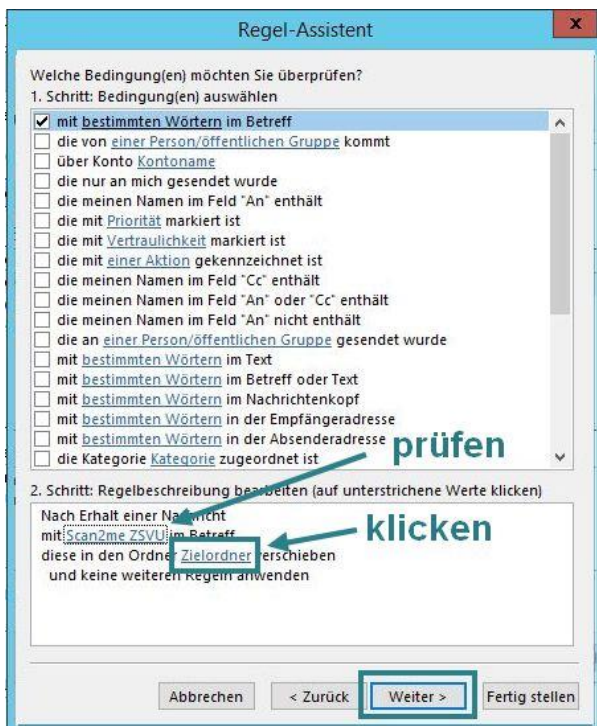 Regel-Assistent
x
Welche Bedingung(en) möchten Sie überprüfen?
1. Schritt: Bedingung(en) auswählen
mit bestimmten Wörtern im Betreff
die von einer Person/öffentlichen Gruppe kommt
über Konto Kontoname
die nur an mich gesendet wurde
die meinen Namen im Feld "An" enthält
die mit Priorität markiert ist
die mit Vertraulichkeit markiert ist
die mit einer Aktion gekennzeichnet ist
die meinen Namen im Feld "Cc" enthält
die meinen Namen im Feld "An" oder "Cc" enthält
die meinen Namen im Feld "An" nicht enthält
die an einer Person/öffentlichen Gruppe gesendet wurde
mit bestimmten Wörtern im Text
mit bestimmten Wörtern im Betreff oder Text
mit bestimmten Wörtern im Nachrichtenkopf
mit bestimmten Wörtern in der Empfängeradresse
mit bestimmten Wörtern in der Absenderadresse
prüfen
die Kategorie Kategorie zugeordnet ist
2. Schritt: Regelbeschreibung bearbeiten (auf unterstrichene Werte klicken)
Nach Erhalt einer Nachricht
klicken
mit Scan2me ZSVU im Betreff
diese in den Ordner Zielordner verschieben
und keine weiteren Regeln anwenden
Abbrechen
< Zurück
Weiter >
Fertig stellen